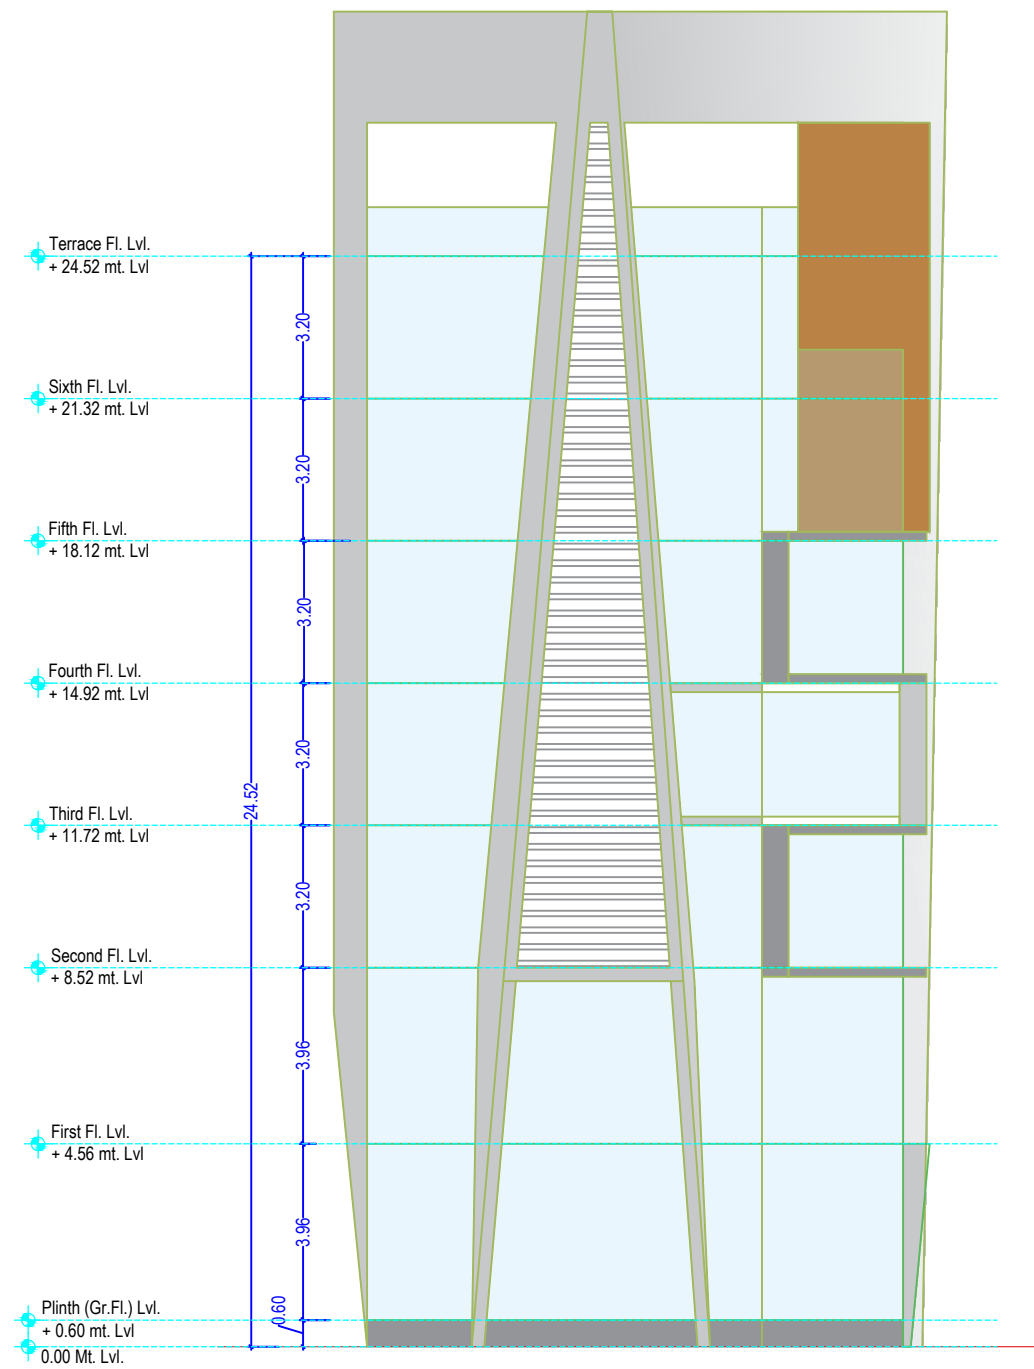 Terrace Fl. Lvl.
+ 24.52 mt. Lvl
3.20
Sixth Fl. Lvl.
+ 21.32 mt. Lvl
3.20
Fifth Fl. Lvl.
+ 18.12 mt. Lvl
3.20
Fourth Fl. Lvl.
+ 14.92 mt. Lvl
3.20
24.52
Third Fl. Lvl.
+ 11.72 mt. Lvl
3.20
Second Fl. Lvl.
+ 8.52 mt. Lvl
3.96
First Fl. Lvl.
+ 4.56 mt. Lvl
3.96
Plinth (Gr.Fl.) Lvl.
+ 0.60 mt. Lvl
0.60
0.00 Mt. Lvl.